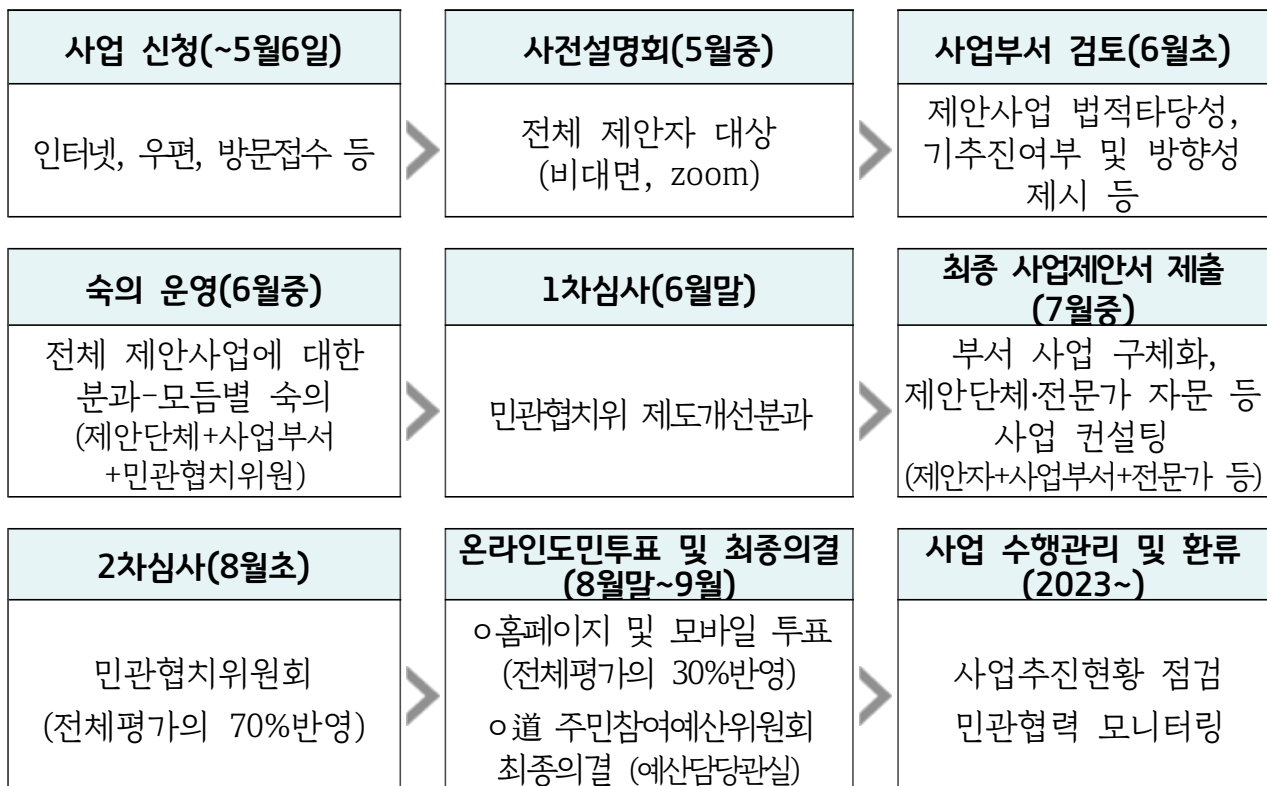 사업 신청(~5월6일)
인터넷, 우편, 방문접수 등
사전설명회(5월중)
전체 제안자 대상
(비대면, zoom)
사업부서 검토(6월초)
제안사업 법적타당성,
기추진여부 및 방향성
제시 등
숙의 운영(6월중)
전체 제안사업에 대한
분과-모듬별 숙의
(제안단체+사업부서
+민관협치위원)
1차심사(6월말)
민관협치위 제도개선분과
최종 사업제안서 제출
(7월중)
부서 사업 구체화,
제안단체·전문가 자문 등
사업 컨설팅
(제안자+사업부서+전문가 등)
2차심사(8월초)
민관협치위원회
(전체평가의 70%반영)
온라인도민투표 및 최종의결
(8월말~9월)
ㅇ홈페이지 및 모바일 투표
(전체평가의 30%반영)
ㅇ道 주민참여예산위원회
최종의결 (예산담당관실)
사업 수행관리 및 환류
(2023~)
사업추진현황 점검
민관협력 모니터링